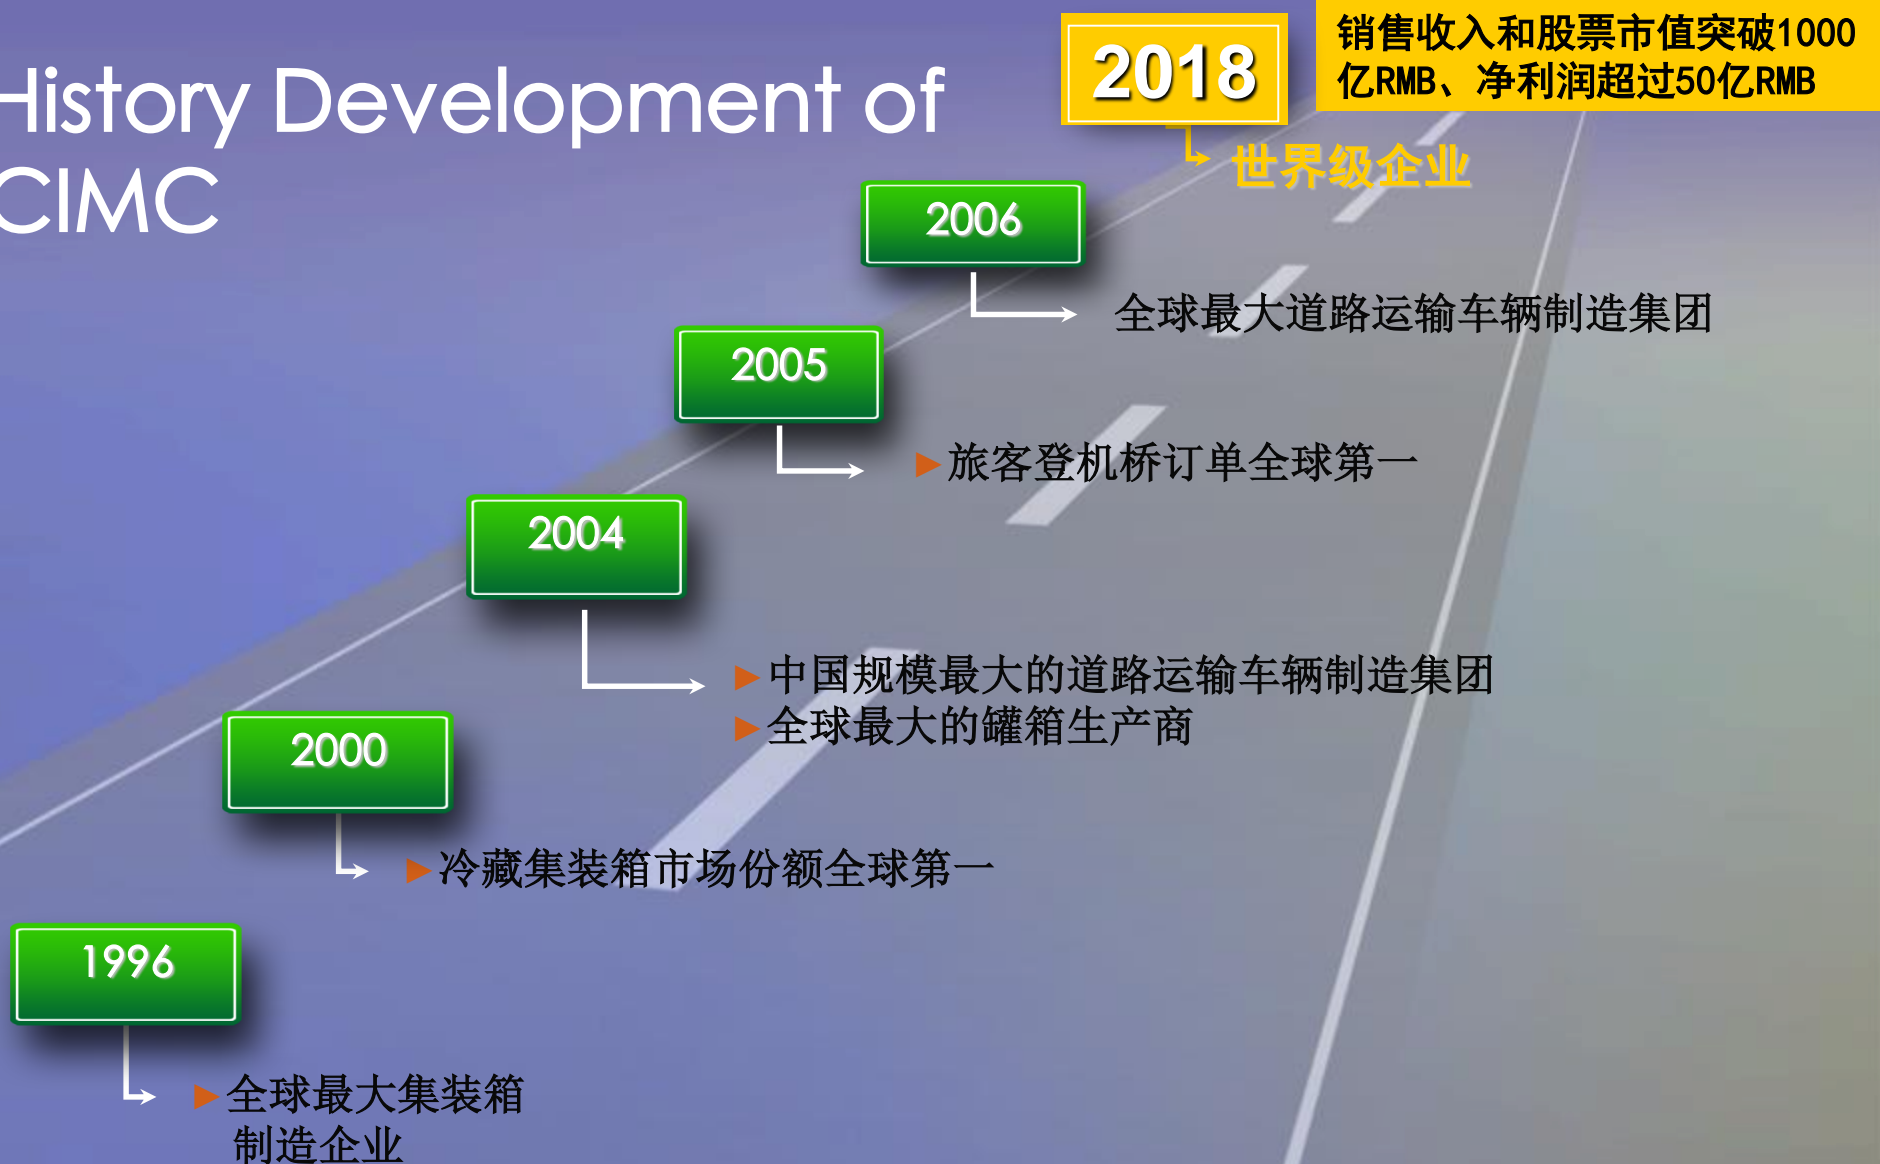 History Development of
CIMC
2018
销售收入和股票市值突破1000
亿RMB、净利润超过50亿RMB
世界级企业
2006
全球最大道路运输车辆制造集团
2005
旅客登机桥订单全球第一
2004
中国规模最大的道路运输车辆制造集团
全球最大的罐箱生产商
2000
冷藏集装箱市场份额全球第一
1996
全球最大集装箱
制造企业